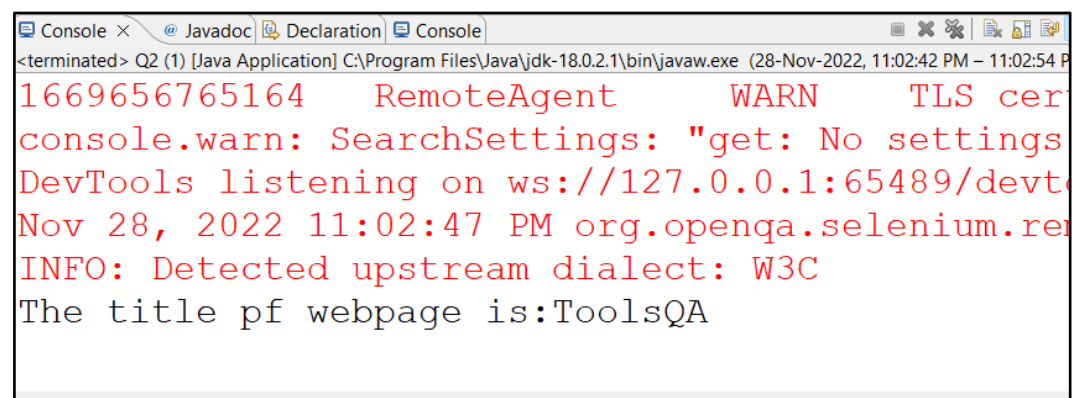 Console × @ Javadoc Declaration Console
<terminated> Q2 (1) [Java Application] C:\Program Files\Java\jdk-18.0.2.1\bin\javaw.exe (28-Nov-2022, 11:02:42 PM – 11:02:54 P
1669656765164 RemoteAgent WARN TLS cer
console.warn: SearchSettings: "get: No settings
DevTools listening on ws://127.0.0.1:65489/devto
Nov 28, 2022 11:02:47 PM org.openqa.selenium.rem
INFO: Detected upstream dialect: W3C
The title pf webpage is:ToolsQA